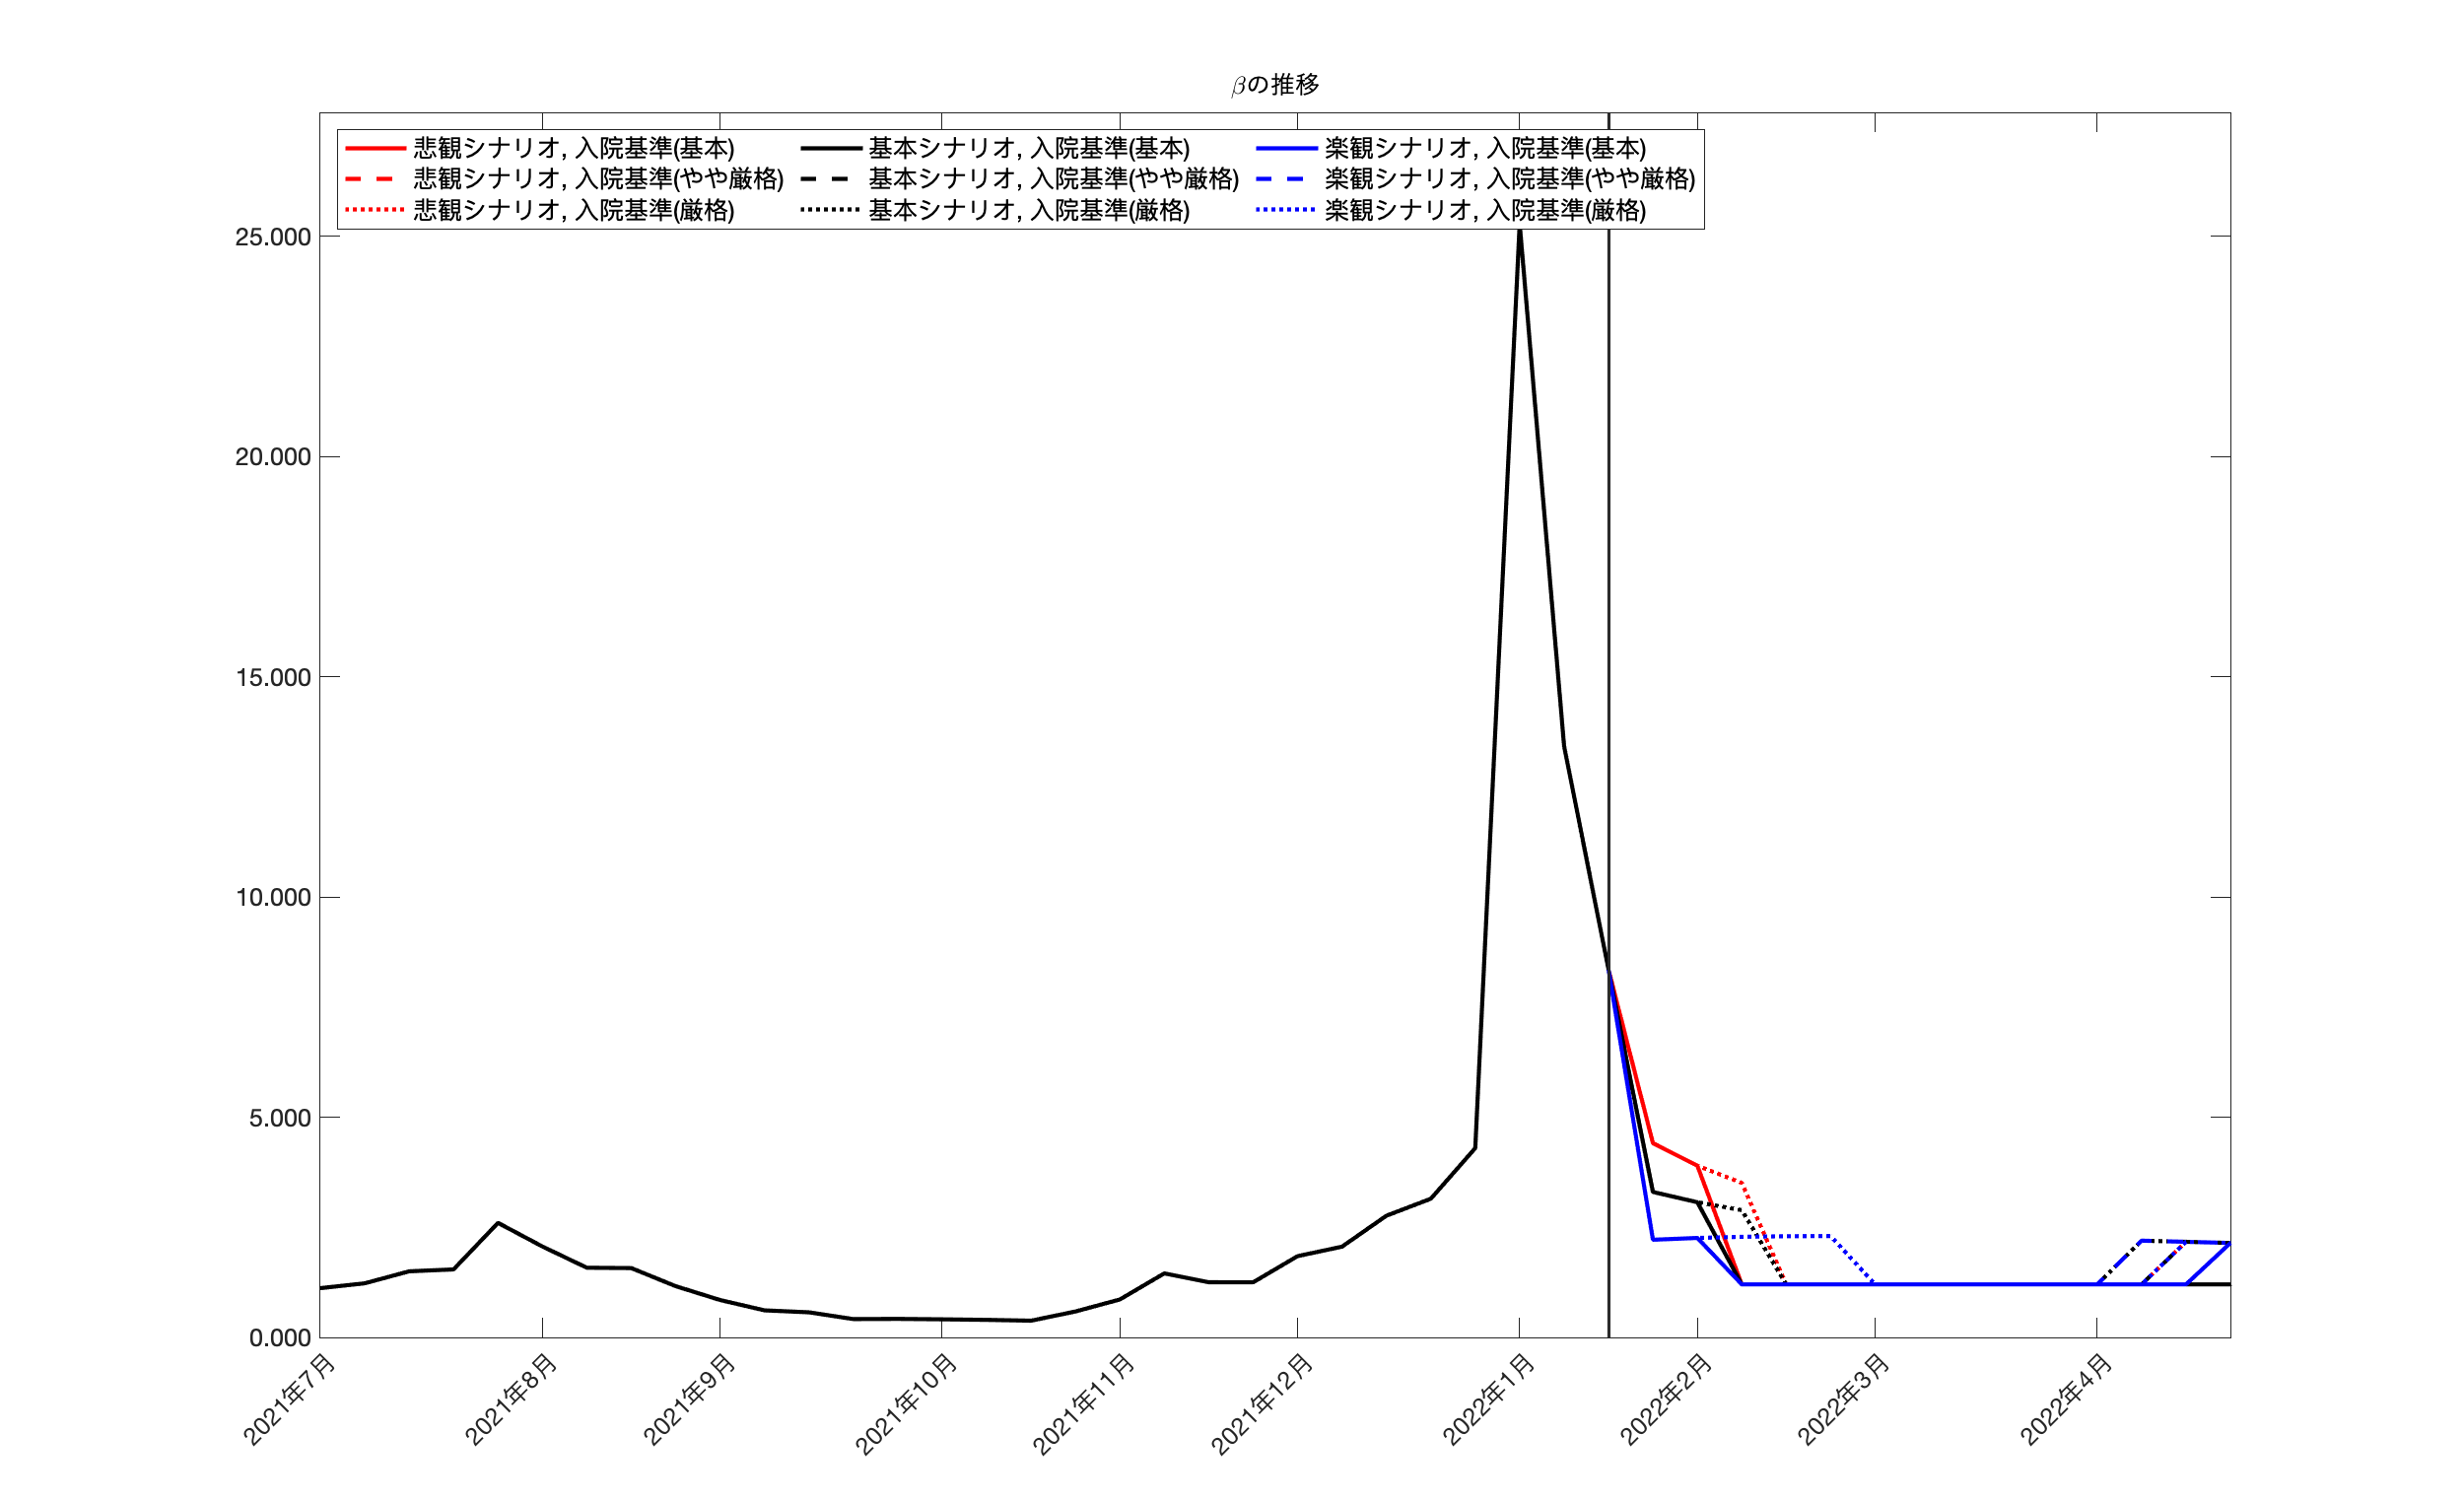 βの推移
悲観シナリオ, 入院基準(基本)
基本シナリオ, 入院基準(基本)
楽観シナリオ, 入院基準(基本)
悲観シナリオ, 入院基準(やや厳格)
基本シナリオ, 入院基準(やや厳格)
楽観シナリオ, 入院基準(やや厳格)
悲観シナリオ, 入院基準(厳格)
基本シナリオ, 入院基準(厳格)
楽観シナリオ, 入院基準(厳格)
25.000
20.000
15.000
10.000
5.000
0.000
2021年7月
2021年8月
2021年9月
2021年10月
2021年11月
2021年12月
2022年1月
2022年2月
2022年3月
2022年4月